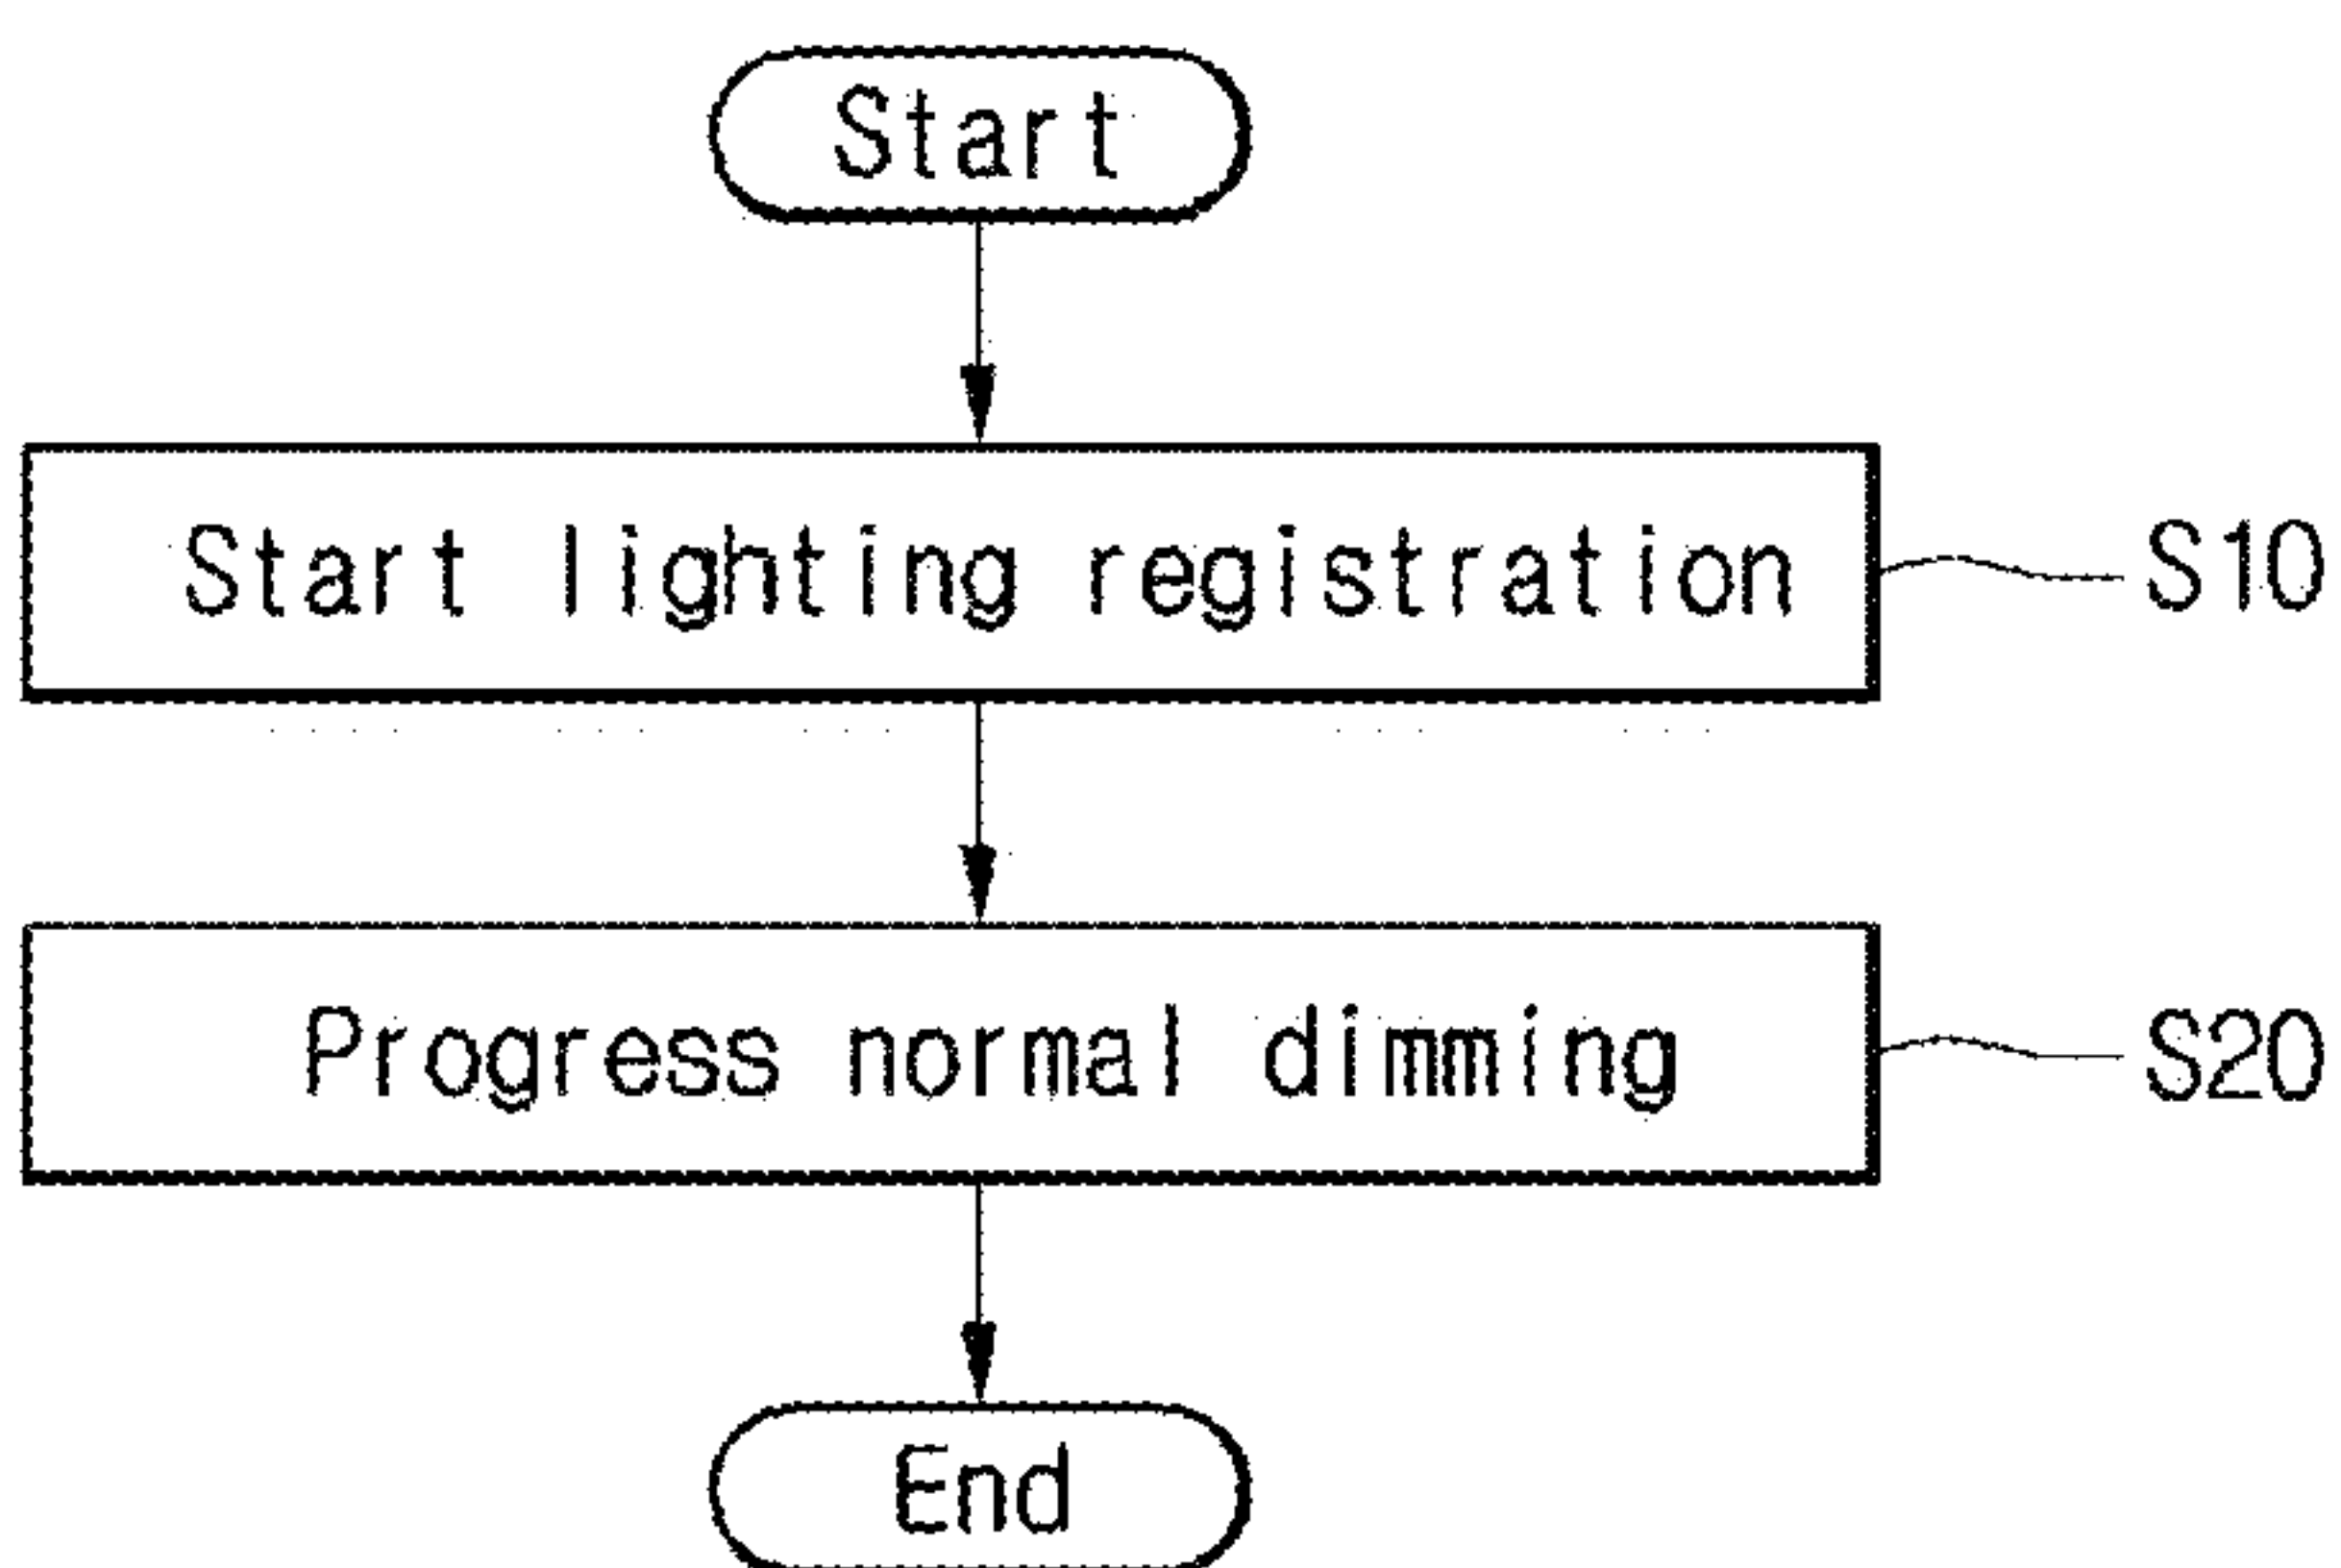 Start
Start lighting registration
S10
Progress normal dimming
S20
End